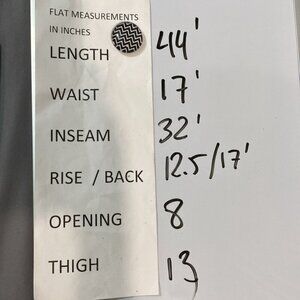 FLAT MEASUREMENTS
IN INCHES
LENGTH 44'
WAIST 17'
INSEAM 32'
RISE / BACK 12.5/17'
OPENING 8
THIGH 13